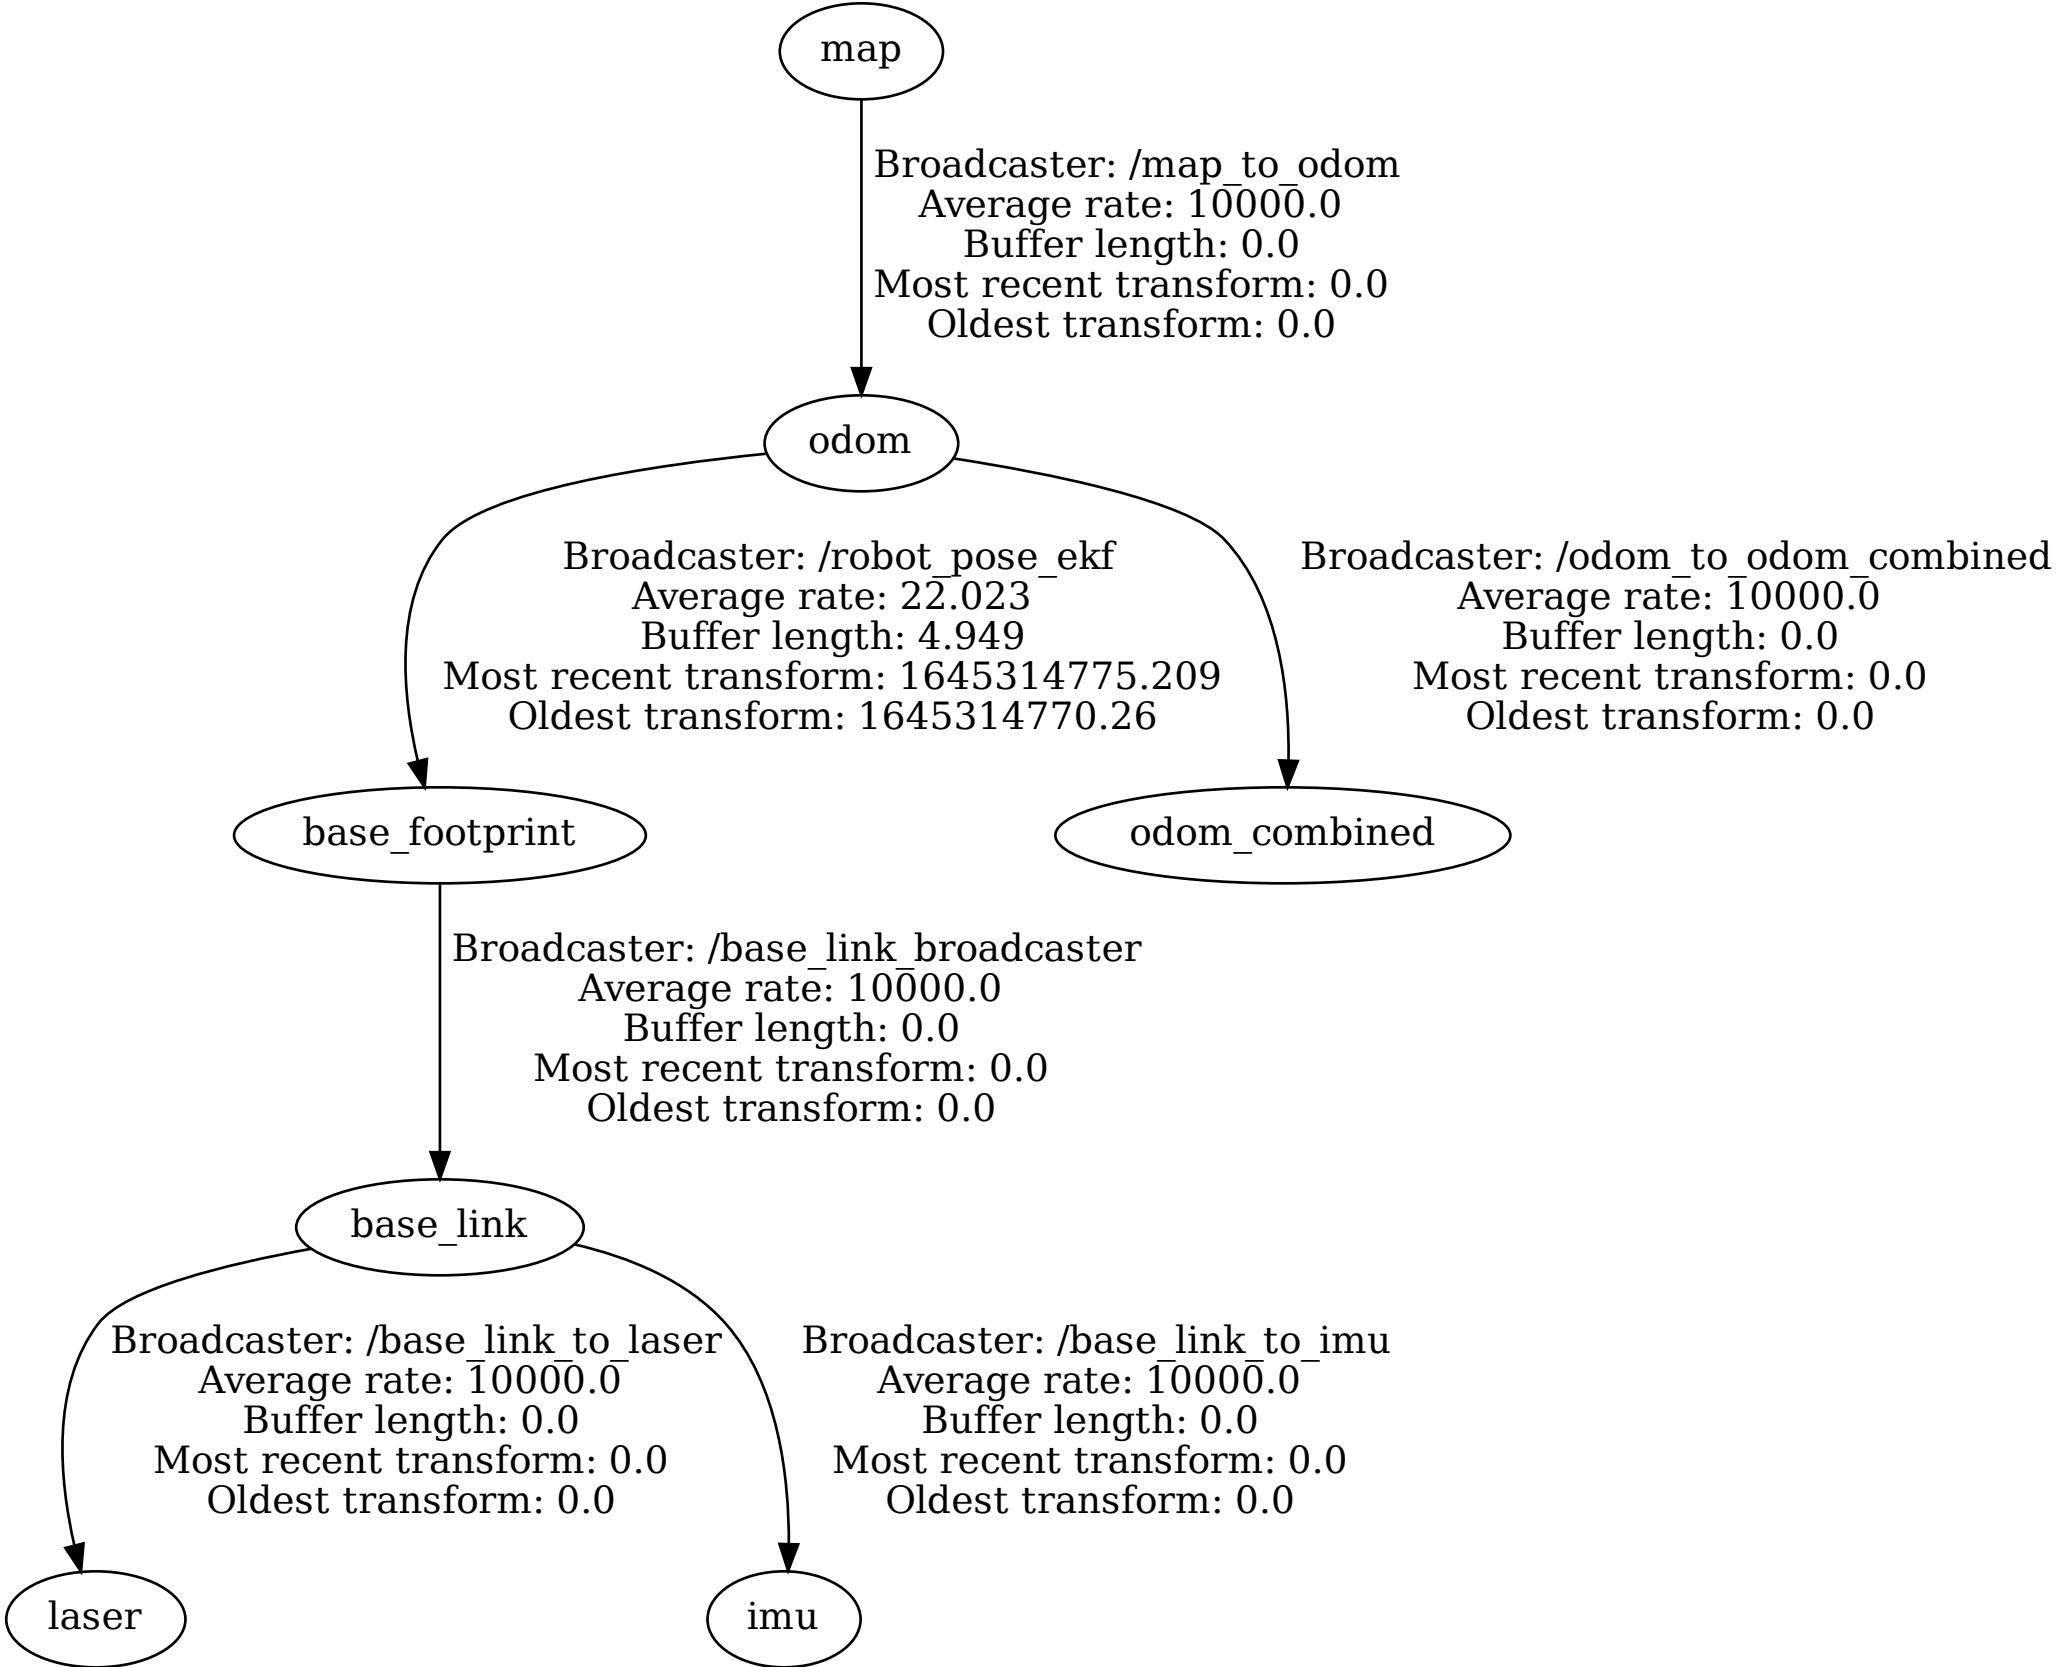 map
Broadcaster: /map_to_odom
Average rate: 10000.0
Buffer length: 0.0
Most recent transform: 0.0
Oldest transform: 0.0
odom
Broadcaster: /robot_pose_ekf
Average rate: 22.023
Buffer length: 4.949
Most recent transform: 1645314775.209
Oldest transform: 1645314770.26
Broadcaster: /odom_to_odom_combined
Average rate: 10000.0
Buffer length: 0.0
Most recent transform: 0.0
Oldest transform: 0.0
base_footprint
odom_combined
Broadcaster: /base_link_broadcaster
Average rate: 10000.0
Buffer length: 0.0
Most recent transform: 0.0
Oldest transform: 0.0
base_link
Broadcaster: /base_link_to_laser
Average rate: 10000.0
Buffer length: 0.0
Most recent transform: 0.0
Oldest transform: 0.0
Broadcaster: /base_link_to_imu
Average rate: 10000.0
Buffer length: 0.0
Most recent transform: 0.0
Oldest transform: 0.0
laser
imu